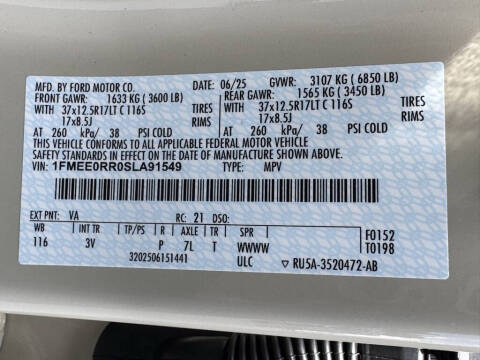 MFD. BY FORD MOTOR CO. DATE: 06/25 GVWR: 3107 KG (6850 LB)
FRONT GAWR: 1633 KG (3600 LB) REAR GAWR: 1565 KG (3450 LB)
WITH 37x12.5R17LT C 116S TIRES WITH 37x12.5R17LT C 116S TIRES
17x8.5J RIMS 17x8.5J RIMS
AT 260 kPa/ 38 PSI COLD AT 260 kPa/ 38 PSI COLD
THIS VEHICLE CONFORMS TO ALL APPLICABLE FEDERAL MOTOR VEHICLE
SAFETY STANDARDS IN EFFECT ON THE DATE OF MANUFACTURE SHOWN ABOVE.
VIN: 1FMEE0RR0SLA91549 TYPE: MPV
EXT PNT: VA RC: 21 DSO:
WB INT TR TP/PS R AXLE TR SPR F0152
116 3V P 7L T WWWW T0198
3202506151441 ULC ▽ RU5A-3520472-AB